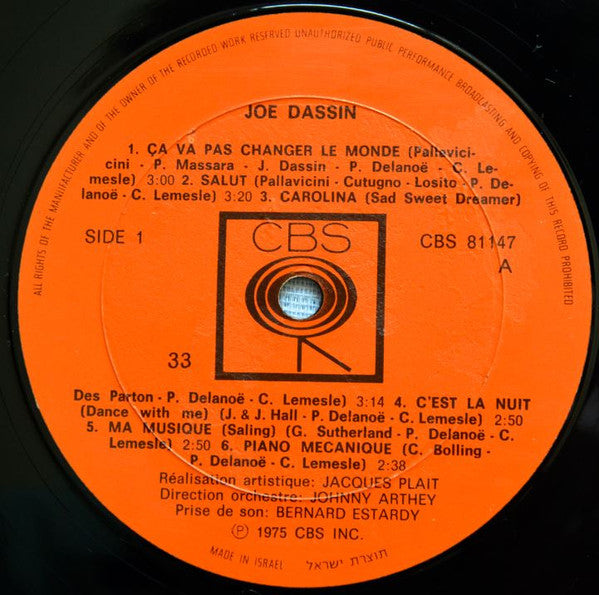 ALL RIGHTS OF THE MANUFACTURER AND OF THE OWNER OF THE RECORDED WORK RESERVED UNAUTHORIZED PUBLIC PERFORMANCE BROADCASTING AND COPYING OF THIS RECORD PROHIBITED
JOE DASSIN
1. ÇA VA PAS CHANGER LE MONDE (Pallavici-
cini - P. Massara - J. Dassin - P. Delanoë - C. Le-
mesle) 3:00 2. SALUT (Pallavicini - Cutugno - Losito - P. De-
lanoë - C. Lemesle) 3:20 3. CAROLINA (Sad Sweet Dreamer)
SIDE 1
CBS
CBS 81147
A
33
Des Parton - P. Delanoë - C. Lemesle) 3:14 4. C'EST LA NUIT
(Dance with me) (J. & J. Hall - P. Delanoë - C. Lemesle) 2:50
5. MA MUSIQUE (Saling) (G. Sutherland - P. Delanoë - C.
Lemesle) 2:50 6. PIANO MECANIQUE (C. Bolling -
P. Delanoë - C. Lemesle) 2:38
Réalisation artistique: JACQUES PLAIT
Direction orchestre: JOHNNY ARTHEY
Prise de son: BERNARD ESTARDY
Ⓟ 1975 CBS INC.
MADE IN ISRAEL תוצרת ישראל